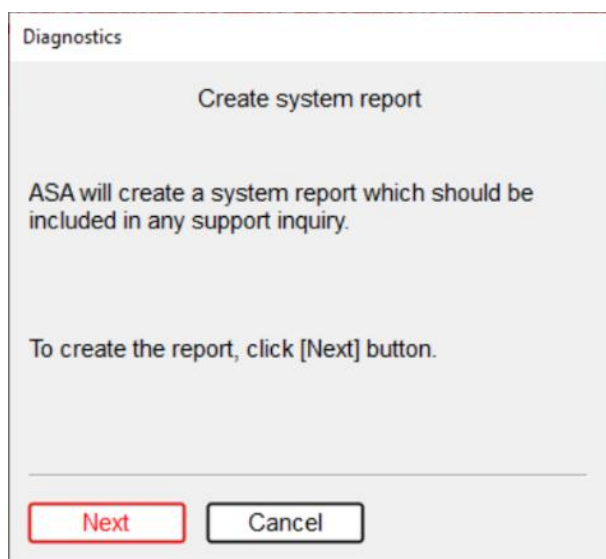 Diagnostics
Create system report
ASA will create a system report which should be
included in any support inquiry.
To create the report, click [Next] button.
Next
Cancel